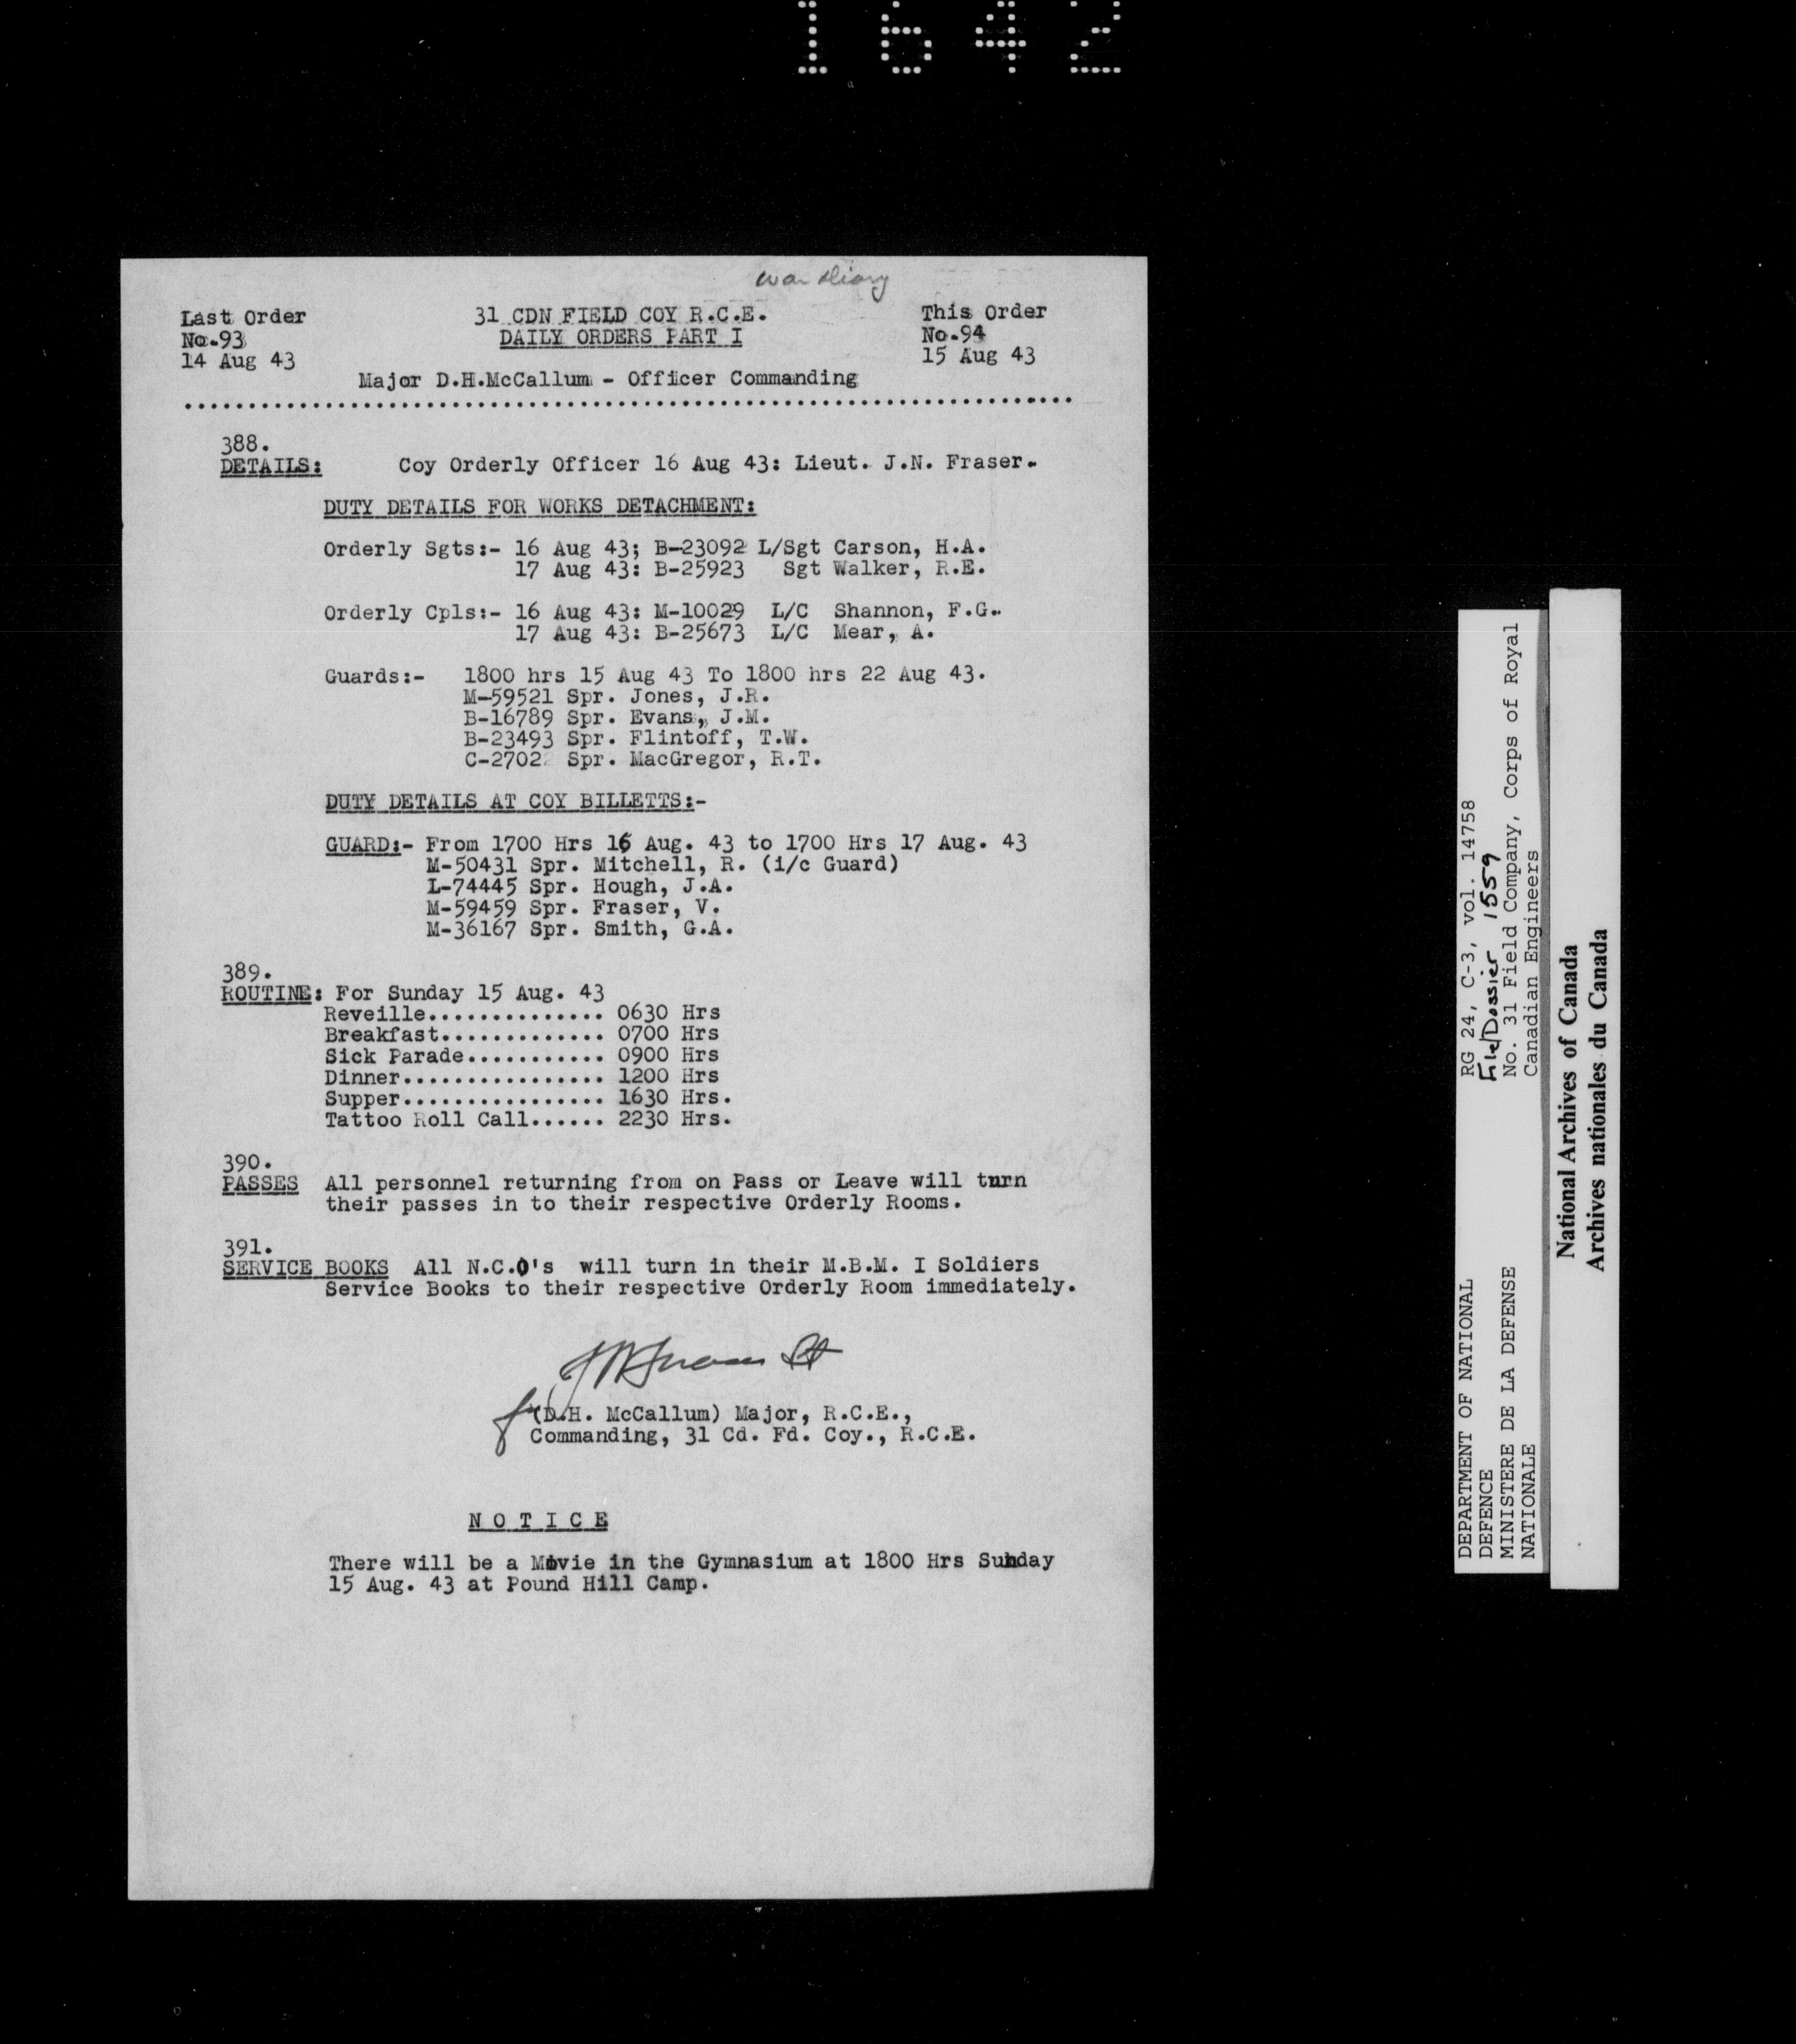 1642
War Diary
Last Order 31 CDN FIELD COY R.C.E. This Order
No.93 DAILY ORDERS PART I No.94
14 Aug 43 15 Aug 43
Major D.H.McCallum - Officer Commanding
388.
DETAILS: Coy Orderly Officer 16 Aug 43: Lieut. J.N. Fraser.
DUTY DETAILS FOR WORKS DETACHMENT:
Orderly Sgts:- 16 Aug 43; B-23092 L/Sgt Carson, H.A.
17 Aug 43: B-25923 Sgt Walker, R.E.
Orderly Cpls:- 16 Aug 43: M-10029 L/C Shannon, F.G.
17 Aug 43: B-25673 L/C Mear, A.
Guards:- 1800 hrs 15 Aug 43 To 1800 hrs 22 Aug 43.
M-59521 Spr. Jones, J.R.
B-16789 Spr. Evans, J.M.
B-23493 Spr. Flintoff, T.W.
C-27022 Spr. MacGregor, R.T.
DUTY DETAILS AT COY BILLETTS:-
GUARD:- From 1700 Hrs 16 Aug. 43 to 1700 Hrs 17 Aug. 43
M-50431 Spr. Mitchell, R. (i/c Guard)
L-74445 Spr. Hough, J.A.
M-59459 Spr. Fraser, V.
M-36167 Spr. Smith, G.A.
389.
ROUTINE: For Sunday 15 Aug. 43
Reveille.............. 0630 Hrs
Breakfast............. 0700 Hrs
Sick Parade........... 0900 Hrs
Dinner................ 1200 Hrs
Supper................ 1630 Hrs.
Tattoo Roll Call...... 2230 Hrs.
390.
PASSES All personnel returning from on Pass or Leave will turn
their passes in to their respective Orderly Rooms.
391.
SERVICE BOOKS All N.C.O's will turn in their M.B.M. I Soldiers
Service Books to their respective Orderly Room immediately.
for (D.H. McCallum) Major, R.C.E.,
Commanding, 31 Cd. Fd. Coy., R.C.E.
NOTICE
There will be a Movie in the Gymnasium at 1800 Hrs Sunday
15 Aug. 43 at Pound Hill Camp.
DEPARTMENT OF NATIONAL RG 24, C-3, vol. 14758
DEFENCE File/Dossier 1559
MINISTERE DE LA DEFENSE No. 31 Field Company, Corps of Royal
NATIONALE Canadian Engineers
National Archives of Canada
Archives nationales du Canada